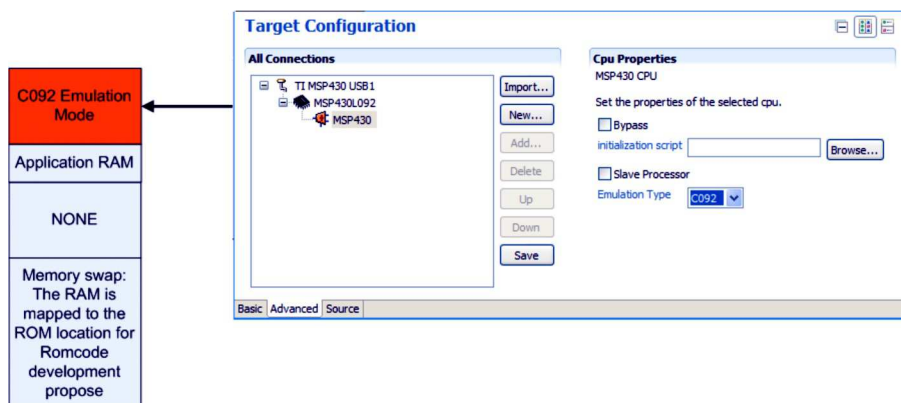 Target Configuration
All Connections
TI MSP430 USB1
MSP430L092
MSP430
Import...
New...
Add...
Delete
Up
Down
Save
Cpu Properties
MSP430 CPU
Set the properties of the selected cpu.
Bypass
initialization script
Browse...
Slave Processor
Emulation Type
C092
Basic
Advanced
Source
C092 Emulation
Mode
Application RAM
NONE
Memory swap:
The RAM is
mapped to the
ROM location for
Romcode
development
propose